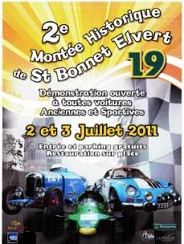 2e
Montée Historique
de St Bonnet Elvert
19
Démonstration ouverte
à toutes voitures
Anciennes et Sportives
2 et 3 Juillet 2011
Entrée et parking gratuits
Restauration sur place